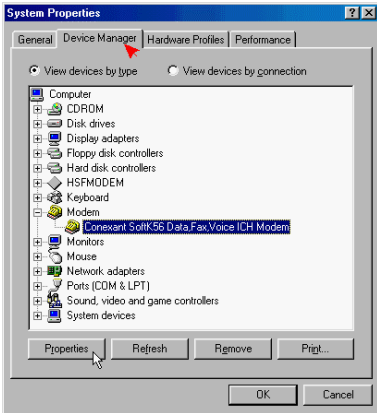 System Properties
General Device Manager Hardware Profiles Performance
View devices by type View devices by connection
Computer
CDROM
Disk drives
Display adapters
Floppy disk controllers
Hard disk controllers
HSFMODEM
Keyboard
Modem
Conexant SoftK56 Data,Fax,Voice ICH Modem
Monitors
Mouse
Network adapters
Ports (COM & LPT)
Sound, video and game controllers
System devices
Properties Refresh Remove Print...
OK Cancel